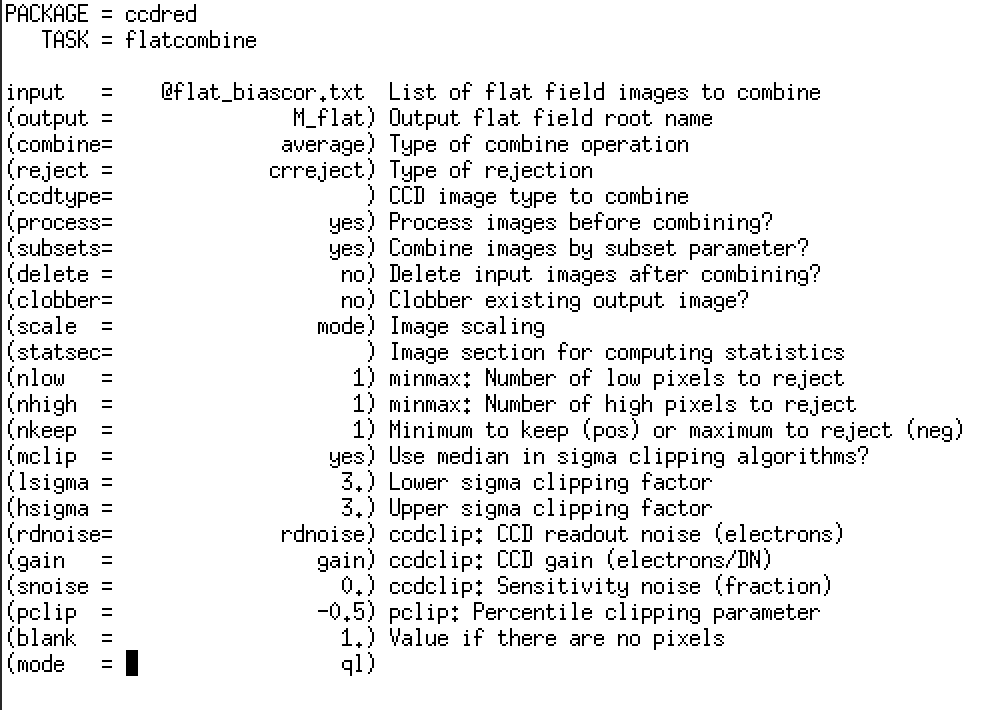 PACKAGE = ccdred
TASK = flatcombine
input = @flat_biascor.txt List of flat field images to combine
(output = M_flat) Output flat field root name
(combine= average) Type of combine operation
(reject = crreject) Type of rejection
(ccdtype= ) CCD image type to combine
(process= yes) Process images before combining?
(subsets= yes) Combine images by subset parameter?
(delete = no) Delete input images after combining?
(clobber= no) Clobber existing output image?
(scale = mode) Image scaling
(statsec= ) Image section for computing statistics
(nlow = 1) minmax: Number of low pixels to reject
(nhigh = 1) minmax: Number of high pixels to reject
(nkeep = 1) Minimum to keep (pos) or maximum to reject (neg)
(mclip = yes) Use median in sigma clipping algorithms?
(lsigma = 3.) Lower sigma clipping factor
(hsigma = 3.) Upper sigma clipping factor
(rdnoise= rdnoise) ccdclip: CCD readout noise (electrons)
(gain = gain) ccdclip: CCD gain (electrons/DN)
(snoise = 0.) ccdclip: Sensitivity noise (fraction)
(pclip = -0.5) pclip: Percentile clipping parameter
(blank = 1.) Value if there are no pixels
(mode = ql)